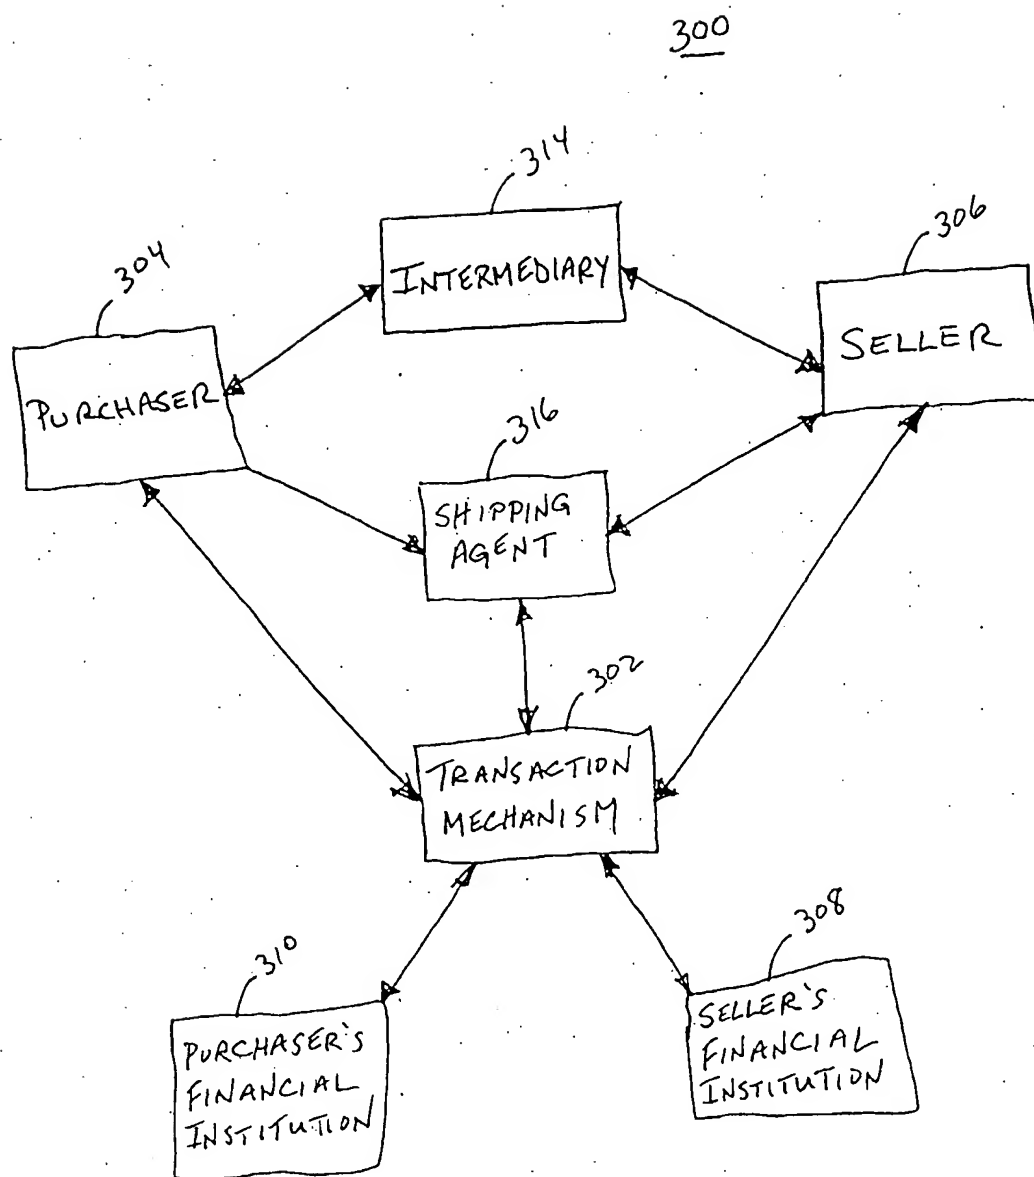 300
314
INTERMEDIARY
304
PURCHASER
306
SELLER
316
SHIPPING
AGENT
302
TRANSACTION
MECHANISM
310
PURCHASER'S
FINANCIAL
INSTITUTION
308
SELLER'S
FINANCIAL
INSTITUTION